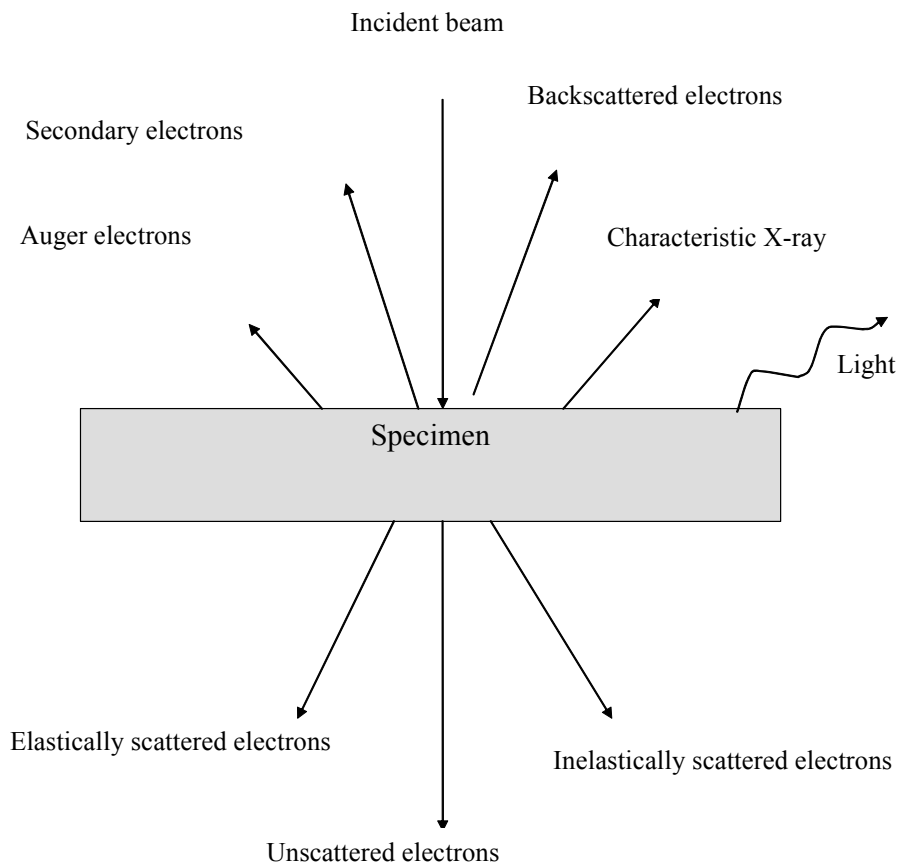 Incident beam
Backscattered electrons
Secondary electrons
Auger electrons
Characteristic X-ray
Light
Specimen
Elastically scattered electrons
Inelastically scattered electrons
Unscattered electrons